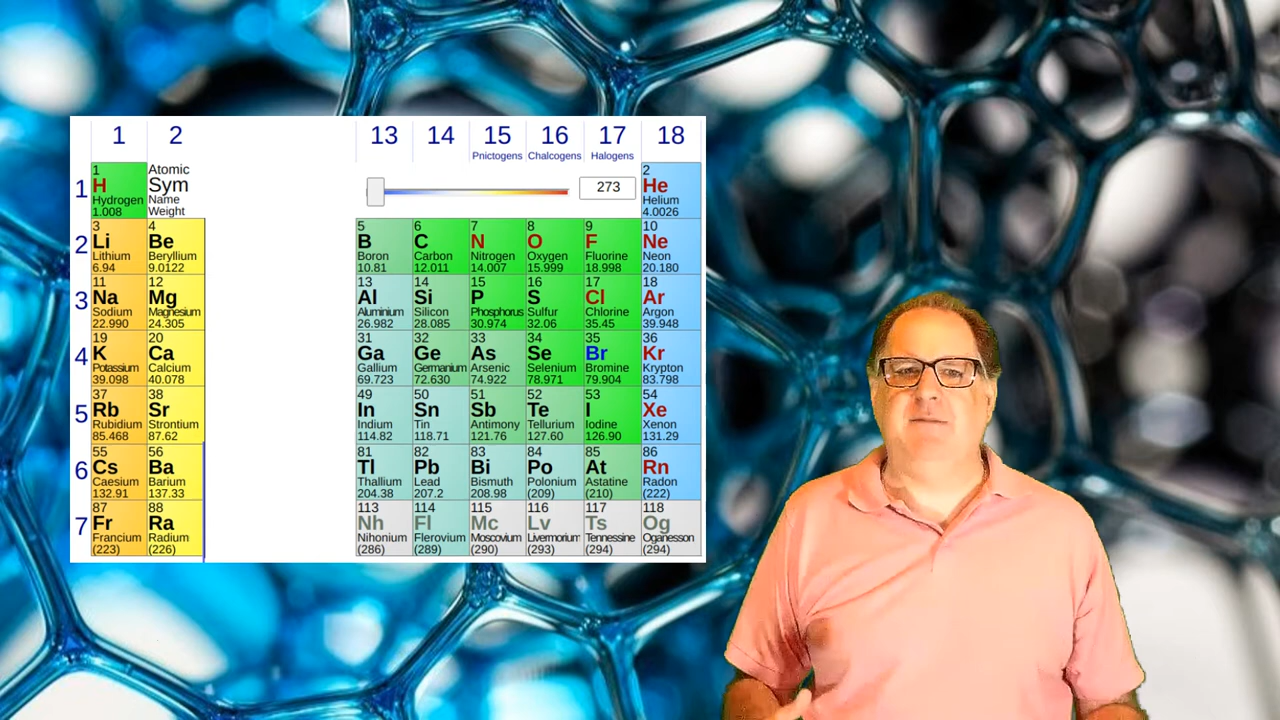 1 2 13 14 15 16 17 18
Pnictogens Chalcogens Halogens
1
1
H
Hydrogen
1.008
Atomic
Sym
Name
Weight
273
2
He
Helium
4.0026
2
3 4 5 6 7 8 9 10
Li Be B C N O F Ne
Lithium Beryllium Boron Carbon Nitrogen Oxygen Fluorine Neon
6.94 9.0122 10.81 12.011 14.007 15.999 18.998 20.180
3
11 12 13 14 15 16 17 18
Na Mg Al Si P S Cl Ar
Sodium Magnesium Aluminium Silicon Phosphorus Sulfur Chlorine Argon
22.990 24.305 26.982 28.085 30.974 32.06 35.45 39.948
4
19 20 31 32 33 34 35 36
K Ca Ga Ge As Se Br Kr
Potassium Calcium Gallium Germanium Arsenic Selenium Bromine Krypton
39.098 40.078 69.723 72.630 74.922 78.971 79.904 83.798
5
37 38 49 50 51 52 53 54
Rb Sr In Sn Sb Te I Xe
Rubidium Strontium Indium Tin Antimony Tellurium Iodine Xenon
85.468 87.62 114.82 118.71 121.76 127.60 126.90 131.29
6
55 56 81 82 83 84 85 86
Cs Ba Tl Pb Bi Po At Rn
Caesium Barium Thallium Lead Bismuth Polonium Astatine Radon
132.91 137.33 204.38 207.2 208.98 (209) (210) (222)
7
87 88 113 114 115 116 117 118
Fr Ra Nh Fl Mc Lv Ts Og
Francium Radium Nihonium Flerovium Moscovium Livermorium Tennessine Oganesson
(223) (226) (286) (289) (290) (293) (294) (294)